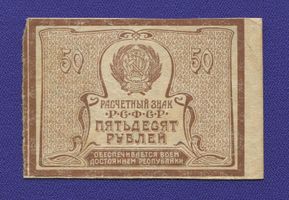 50 50
РАСЧЕТНЫЙ ЗНАК
Р.С.Ф.С.Р.
ПЯТЬДЕСЯТ
РУБЛЕЙ
ОБЕСПЕЧИВАЕТСЯ ВСЕМ
ДОСТОЯНИЕМ РЕСПУБЛИКИ